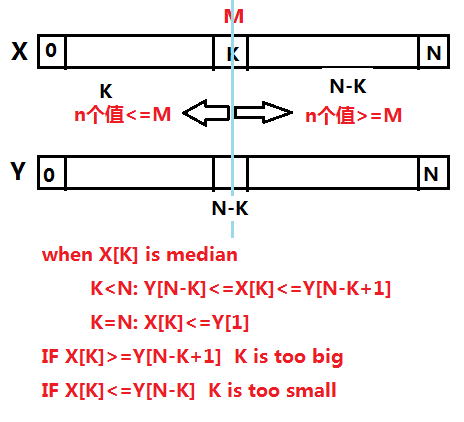 M
X 0 K N
K N-K
n个值<=M n个值>=M
Y 0 N
N-K
when X[K] is median
K<N: Y[N-K]<=X[K]<=Y[N-K+1]
K=N: X[K]<=Y[1]
IF X[K]>=Y[N-K+1] K is too big
IF X[K]<=Y[N-K] K is too small